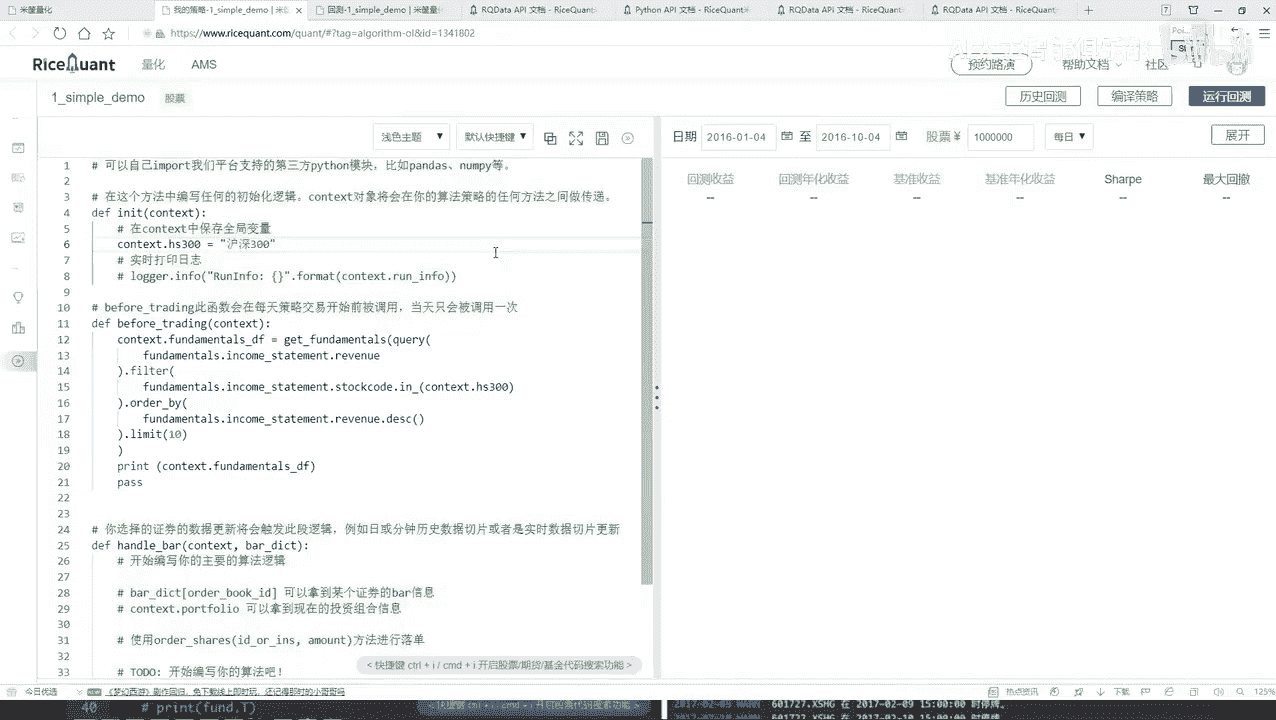 米筐量化
我的策略-1_simple_demo | 米筐
回测-1_simple_demo | 米筐量
RQData API 文档 - RiceQuant
Python API 文档 - RiceQuant
RQData API 文档 - RiceQuant
RQData API 文档 - RiceQuant
https://www.ricequant.com/quant/#?tag=algorithm-ol&id=1341802
RiceQuant 量化 AMS 预约路演 帮助文档 社区
1_simple_demo 股票 历史回测 编译策略 运行回测
浅色主题 默认快捷键 日期 2016-01-04 至 2016-10-04 股票 ¥ 1000000 每日 展开
回测收益 回测年化收益 基准收益 基准年化收益 Sharpe 最大回撤
-- -- -- -- -- --
1 # 可以自己import我们平台支持的第三方python模块，比如pandas、numpy等。
2
3 # 在这个方法中编写任何的初始化逻辑。context对象将会在你的算法策略的任何方法之间做传递。
4 def init(context):
5 # 在context中保存全局变量
6 context.hs300 = "沪深300"
7 # 实时打印日志
8 # logger.info("RunInfo: {}".format(context.run_info))
9
10 # before_trading此函数会在每天策略交易开始前被调用，当天只会被调用一次
11 def before_trading(context):
12 context.fundamentals_df = get_fundamentals(query(
13 fundamentals.income_statement.revenue
14 ).filter(
15 fundamentals.income_statement.stockcode.in_(context.hs300)
16 ).order_by(
17 fundamentals.income_statement.revenue.desc()
18 ).limit(10)
19 )
20 print (context.fundamentals_df)
21 pass
22
23
24 # 你选择的证券的数据更新将会触发此段逻辑，例如日或分钟历史数据切片或者是实时数据切片更新
25 def handle_bar(context, bar_dict):
26 # 开始编写你的主要的算法逻辑
27
28 # bar_dict[order_book_id] 可以拿到某个证券的bar信息
29 # context.portfolio 可以拿到现在的投资组合信息
30
31 # 使用order_shares(id_or_ins, amount)方法进行落单
32
33 # TODO: 开始编写你的算法吧！
< 快捷键 ctrl + i / cmd + i 开启股票/期货/基金代码搜索功能 >
今日优选 热点资讯 下载 125%
40 # print(fund,T)
601727.XSHG 在 2017-02-09 15:00:00 时停牌。
2017-02-10 WARN 601727.XSHG 在 2017-02-10 15:00:00 时停牌。